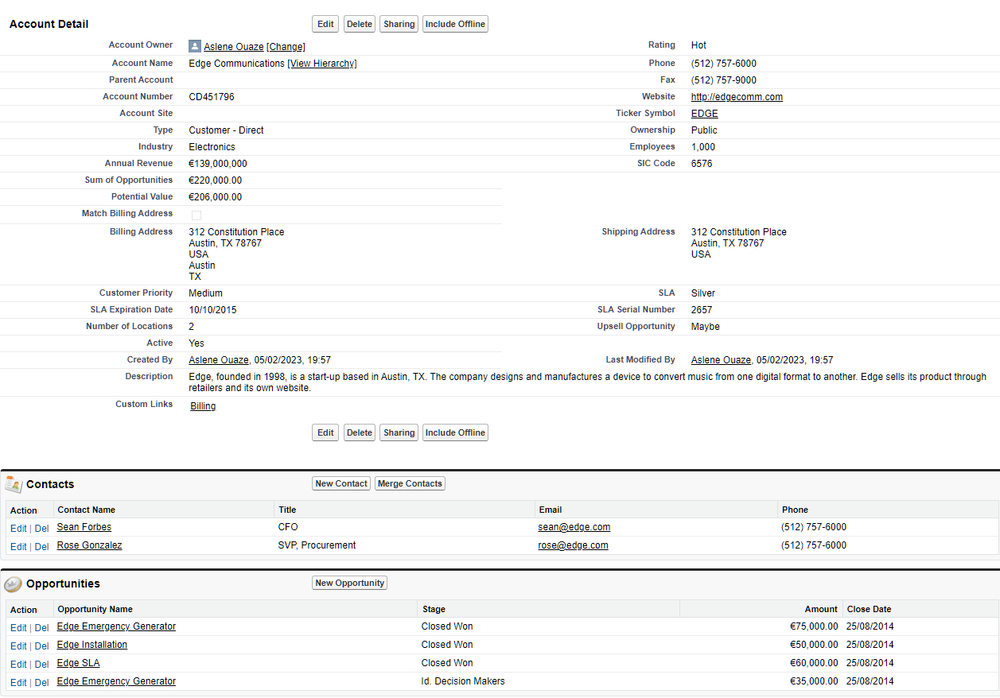 Account Detail
Edit Delete Sharing Include Offline
Account Owner Aslene Ouaze [Change] Rating Hot
Account Name Edge Communications [View Hierarchy] Phone (512) 757-6000
Parent Account Fax (512) 757-9000
Account Number CD451796 Website http://edgecomm.com
Account Site Ticker Symbol EDGE
Type Customer - Direct Ownership Public
Industry Electronics Employees 1,000
Annual Revenue €139,000,000 SIC Code 6576
Sum of Opportunities €220,000.00
Potential Value €206,000.00
Match Billing Address
Billing Address 312 Constitution Place Shipping Address 312 Constitution Place
Austin, TX 78767 Austin, TX 78767
USA USA
Austin
TX
Customer Priority Medium SLA Silver
SLA Expiration Date 10/10/2015 SLA Serial Number 2657
Number of Locations 2 Upsell Opportunity Maybe
Active Yes
Created By Aslene Ouaze, 05/02/2023, 19:57 Last Modified By Aslene Ouaze, 05/02/2023, 19:57
Description Edge, founded in 1998, is a start-up based in Austin, TX. The company designs and manufactures a device to convert music from one digital format to another. Edge sells its product through
retailers and its own website.
Custom Links Billing
Edit Delete Sharing Include Offline
Contacts New Contact Merge Contacts
Action Contact Name Title Email Phone
Edit | Del Sean Forbes CFO sean@edge.com (512) 757-6000
Edit | Del Rose Gonzalez SVP, Procurement rose@edge.com (512) 757-6000
Opportunities New Opportunity
Action Opportunity Name Stage Amount Close Date
Edit | Del Edge Emergency Generator Closed Won €75,000.00 25/08/2014
Edit | Del Edge Installation Closed Won €50,000.00 25/08/2014
Edit | Del Edge SLA Closed Won €60,000.00 25/08/2014
Edit | Del Edge Emergency Generator Id. Decision Makers €35,000.00 25/08/2014